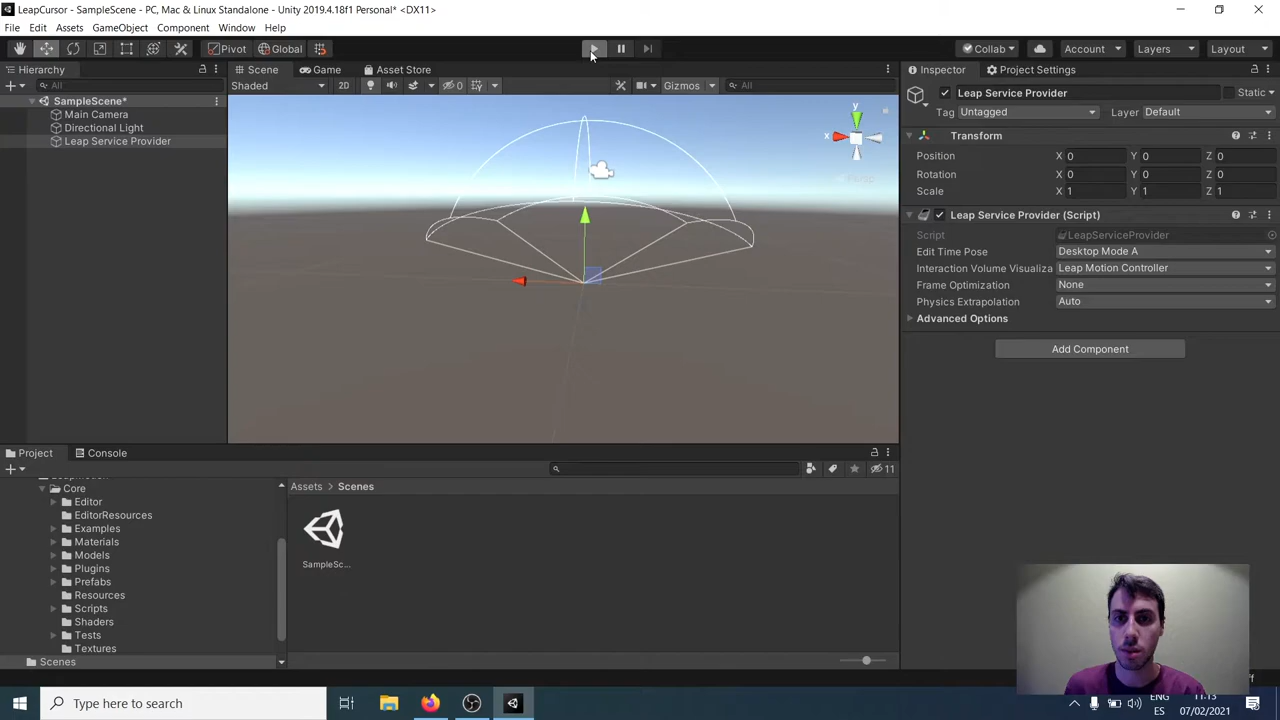 LeapCursor - SampleScene - PC, Mac & Linux Standalone - Unity 2019.4.18f1 Personal* <DX11>
File Edit Assets GameObject Component Window Help
Pivot Global Collab Account Layers Layout
Hierarchy
All
SampleScene*
Main Camera
Directional Light
Leap Service Provider
Scene Game Asset Store
Shaded 2D 0 Gizmos All
y
x
Persp
Inspector Project Settings
Leap Service Provider Static
Tag Untagged Layer Default
Transform
Position X 0 Y 0 Z 0
Rotation X 0 Y 0 Z 0
Scale X 1 Y 1 Z 1
Leap Service Provider (Script)
Script LeapServiceProvider
Edit Time Pose Desktop Mode A
Interaction Volume Visualiza Leap Motion Controller
Frame Optimization None
Physics Extrapolation Auto
Advanced Options
Add Component
Project Console
11
Core
Editor
EditorResources
Examples
Materials
Models
Plugins
Prefabs
Resources
Scripts
Shaders
Tests
Textures
Scenes
Assets > Scenes
SampleSc...
Type here to search
ENG
ES
11:13
07/02/2021